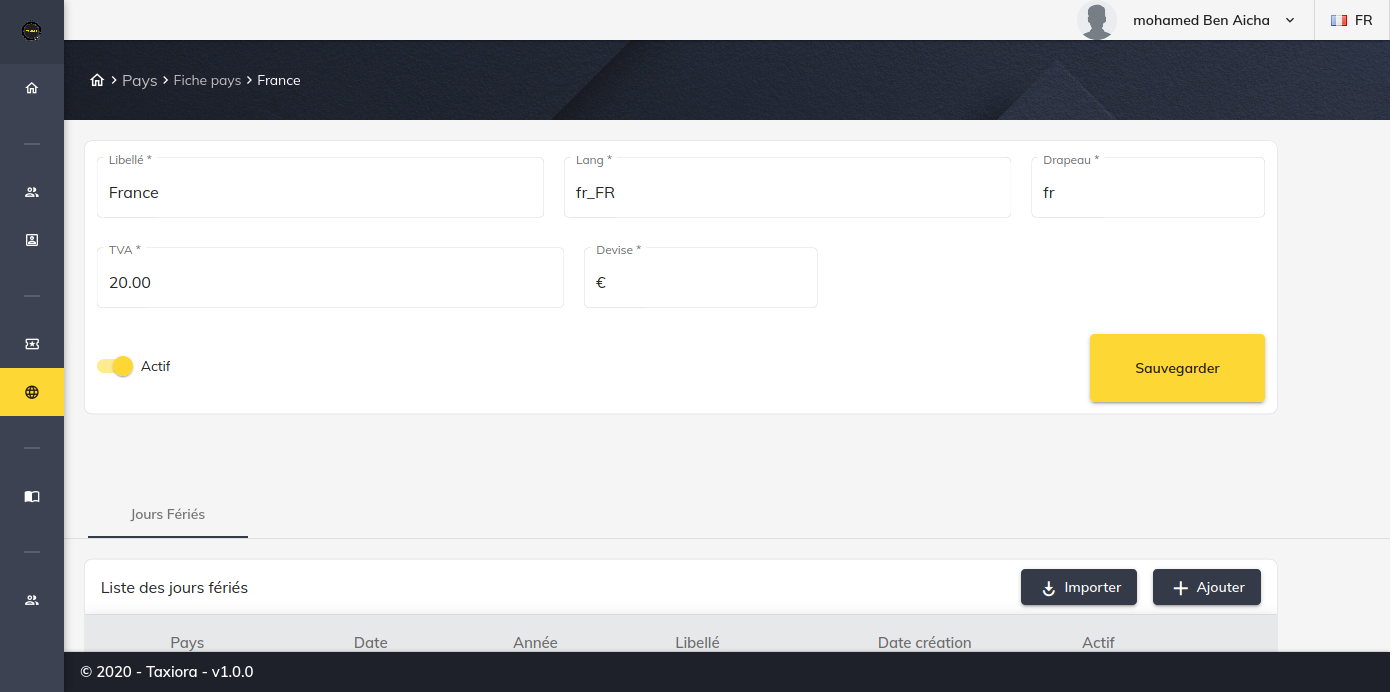 mohamed Ben Aicha
FR
Pays
Fiche pays
France
Libellé *
France
Lang *
fr_FR
Drapeau *
fr
TVA *
20.00
Devise *
€
Actif
Sauvegarder
Jours Fériés
Liste des jours fériés
Importer
Ajouter
Pays Date Année Libellé Date création Actif
© 2020 - Taxiora - v1.0.0